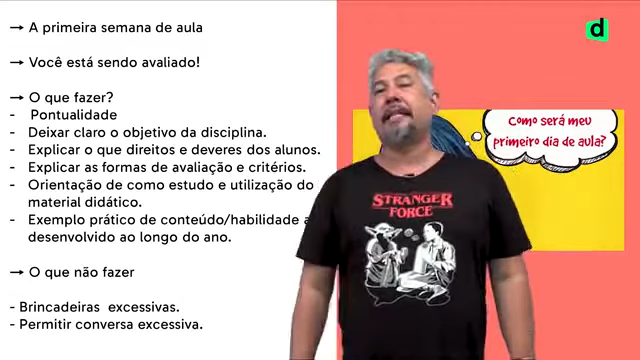 → A primeira semana de aula
→ Você está sendo avaliado!
→ O que fazer?
- Pontualidade
- Deixar claro o objetivo da disciplina.
- Explicar o que direitos e deveres dos alunos.
- Explicar as formas de avaliação e critérios.
- Orientação de como estudo e utilização do
material didático.
- Exemplo prático de conteúdo/habilidade a
desenvolvido ao longo do ano.
→ O que não fazer
- Brincadeiras excessivas.
- Permitir conversa excessiva.
d
Como será meu
primeiro dia de aula?
STRANGER
FORCE